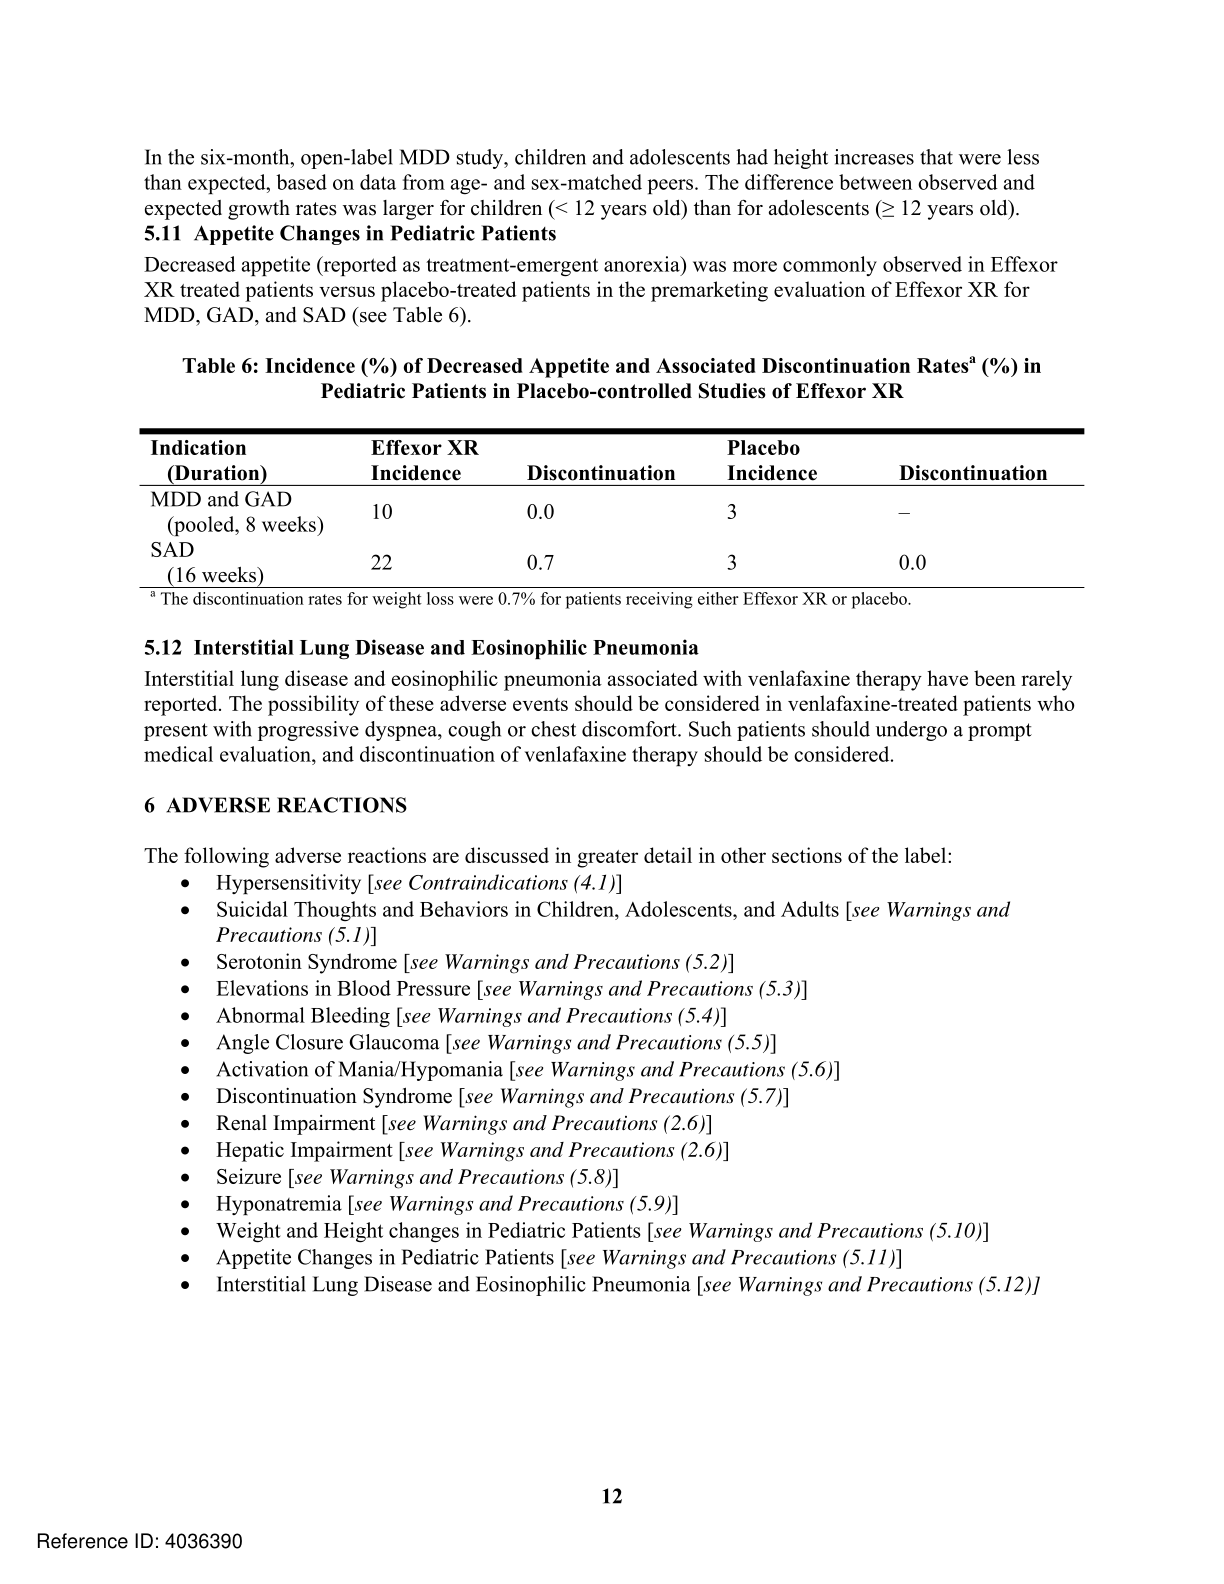 In the six-month, open-label MDD study, children and adolescents had height increases that were less
than expected, based on data from age- and sex-matched peers. The difference between observed and
expected growth rates was larger for children (< 12 years old) than for adolescents (≥ 12 years old).
5.11 Appetite Changes in Pediatric Patients
Decreased appetite (reported as treatment-emergent anorexia) was more commonly observed in Effexor
XR treated patients versus placebo-treated patients in the premarketing evaluation of Effexor XR for
MDD, GAD, and SAD (see Table 6).
Table 6: Incidence (%) of Decreased Appetite and Associated Discontinuation Ratesa (%) in
Pediatric Patients in Placebo-controlled Studies of Effexor XR
Indication Effexor XR Placebo
(Duration) Incidence Discontinuation Incidence Discontinuation
MDD and GAD
(pooled, 8 weeks) 10 0.0 3 –
SAD
(16 weeks) 22 0.7 3 0.0
a The discontinuation rates for weight loss were 0.7% for patients receiving either Effexor XR or placebo.
5.12 Interstitial Lung Disease and Eosinophilic Pneumonia
Interstitial lung disease and eosinophilic pneumonia associated with venlafaxine therapy have been rarely
reported. The possibility of these adverse events should be considered in venlafaxine-treated patients who
present with progressive dyspnea, cough or chest discomfort. Such patients should undergo a prompt
medical evaluation, and discontinuation of venlafaxine therapy should be considered.
6 ADVERSE REACTIONS
The following adverse reactions are discussed in greater detail in other sections of the label:
• Hypersensitivity [see Contraindications (4.1)]
• Suicidal Thoughts and Behaviors in Children, Adolescents, and Adults [see Warnings and
Precautions (5.1)]
• Serotonin Syndrome [see Warnings and Precautions (5.2)]
• Elevations in Blood Pressure [see Warnings and Precautions (5.3)]
• Abnormal Bleeding [see Warnings and Precautions (5.4)]
• Angle Closure Glaucoma [see Warnings and Precautions (5.5)]
• Activation of Mania/Hypomania [see Warnings and Precautions (5.6)]
• Discontinuation Syndrome [see Warnings and Precautions (5.7)]
• Renal Impairment [see Warnings and Precautions (2.6)]
• Hepatic Impairment [see Warnings and Precautions (2.6)]
• Seizure [see Warnings and Precautions (5.8)]
• Hyponatremia [see Warnings and Precautions (5.9)]
• Weight and Height changes in Pediatric Patients [see Warnings and Precautions (5.10)]
• Appetite Changes in Pediatric Patients [see Warnings and Precautions (5.11)]
• Interstitial Lung Disease and Eosinophilic Pneumonia [see Warnings and Precautions (5.12)]
12
Reference ID: 4036390